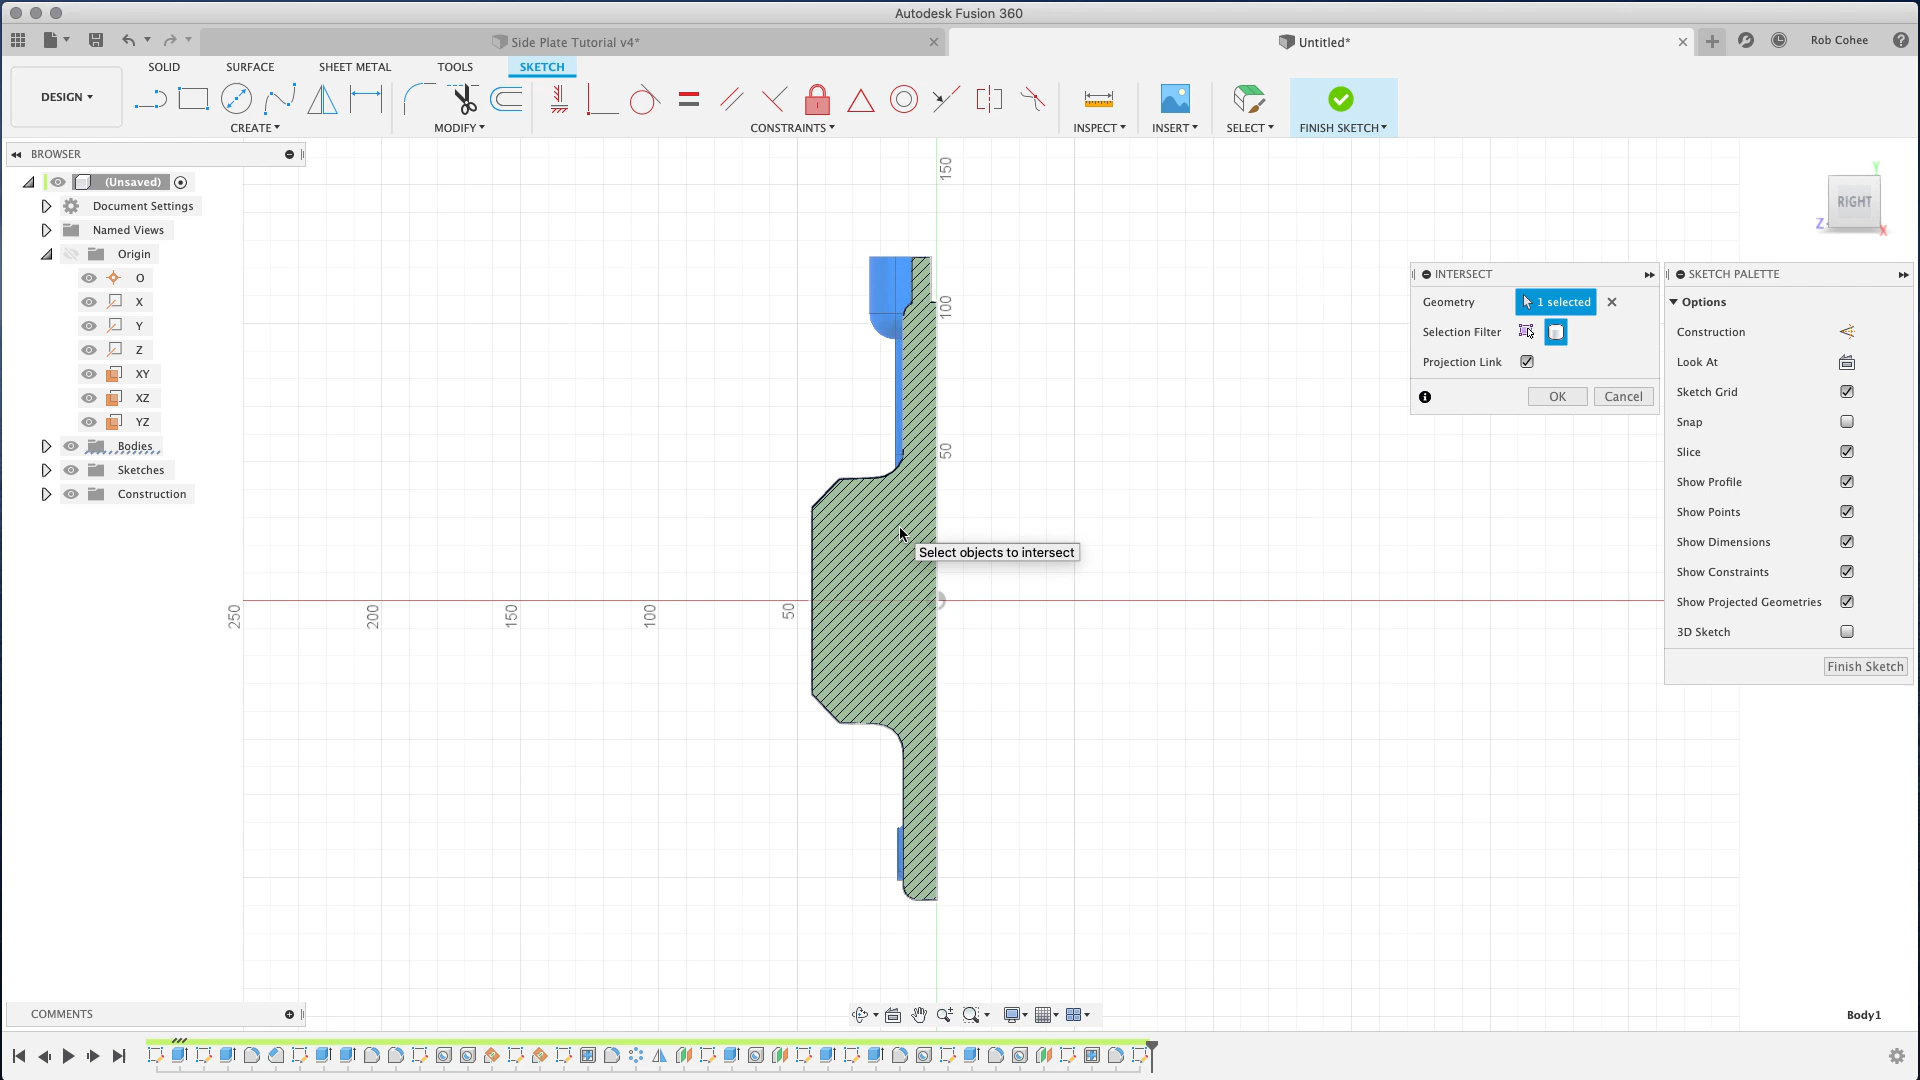 Autodesk Fusion 360
Side Plate Tutorial v4*
Untitled*
Rob Cohee
SOLID
SURFACE
SHEET METAL
TOOLS
SKETCH
DESIGN
CREATE
MODIFY
CONSTRAINTS
INSPECT
INSERT
SELECT
FINISH SKETCH
BROWSER
(Unsaved)
Document Settings
Named Views
Origin
O
X
Y
Z
XY
XZ
YZ
Bodies
Sketches
Construction
150
100
50
250
200
150
100
50
Select objects to intersect
Y
RIGHT
Z
X
INTERSECT
Geometry
1 selected
Selection Filter
Projection Link
OK
Cancel
SKETCH PALETTE
Options
Construction
Look At
Sketch Grid
Snap
Slice
Show Profile
Show Points
Show Dimensions
Show Constraints
Show Projected Geometries
3D Sketch
Finish Sketch
COMMENTS
Body1